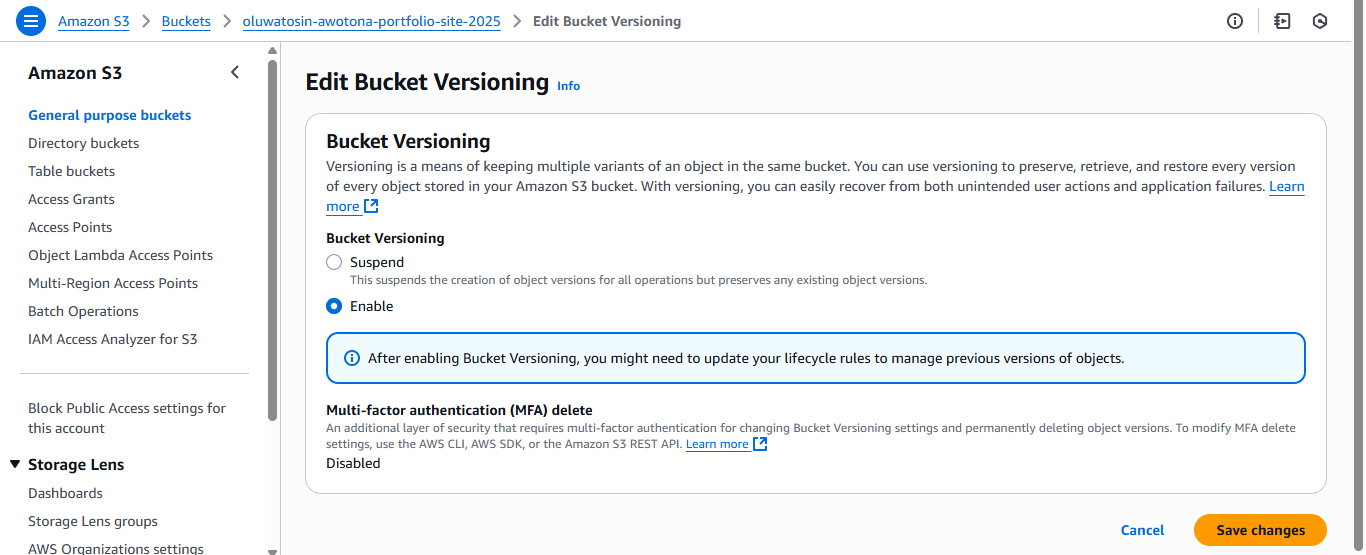 Amazon S3 > Buckets > oluwatosin-awotona-portfolio-site-2025 > Edit Bucket Versioning
Amazon S3
General purpose buckets
Directory buckets
Table buckets
Access Grants
Access Points
Object Lambda Access Points
Multi-Region Access Points
Batch Operations
IAM Access Analyzer for S3
Block Public Access settings for
this account
Storage Lens
Dashboards
Storage Lens groups
AWS Organizations settings
Edit Bucket Versioning Info
Bucket Versioning
Versioning is a means of keeping multiple variants of an object in the same bucket. You can use versioning to preserve, retrieve, and restore every version
of every object stored in your Amazon S3 bucket. With versioning, you can easily recover from both unintended user actions and application failures. Learn
more
Bucket Versioning
Suspend
This suspends the creation of object versions for all operations but preserves any existing object versions.
Enable
After enabling Bucket Versioning, you might need to update your lifecycle rules to manage previous versions of objects.
Multi-factor authentication (MFA) delete
An additional layer of security that requires multi-factor authentication for changing Bucket Versioning settings and permanently deleting object versions. To modify MFA delete
settings, use the AWS CLI, AWS SDK, or the Amazon S3 REST API. Learn more
Disabled
Cancel
Save changes